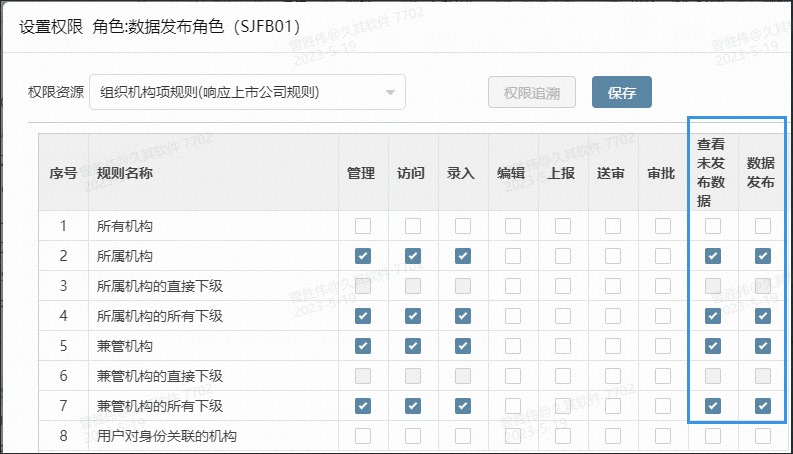 设置权限 角色:数据发布角色（SJFB01）
权限资源 组织机构项规则(响应上市公司规则) 权限追溯 保存
序号 规则名称 管理 访问 录入 编辑 上报 送审 审批 查看未发布数据 数据发布
1 所有机构
2 所属机构
3 所属机构的直接下级
4 所属机构的所有下级
5 兼管机构
6 兼管机构的直接下级
7 兼管机构的所有下级
8 用户对身份关联的机构
曾胜伟@久其软件 7702
2023-5-19